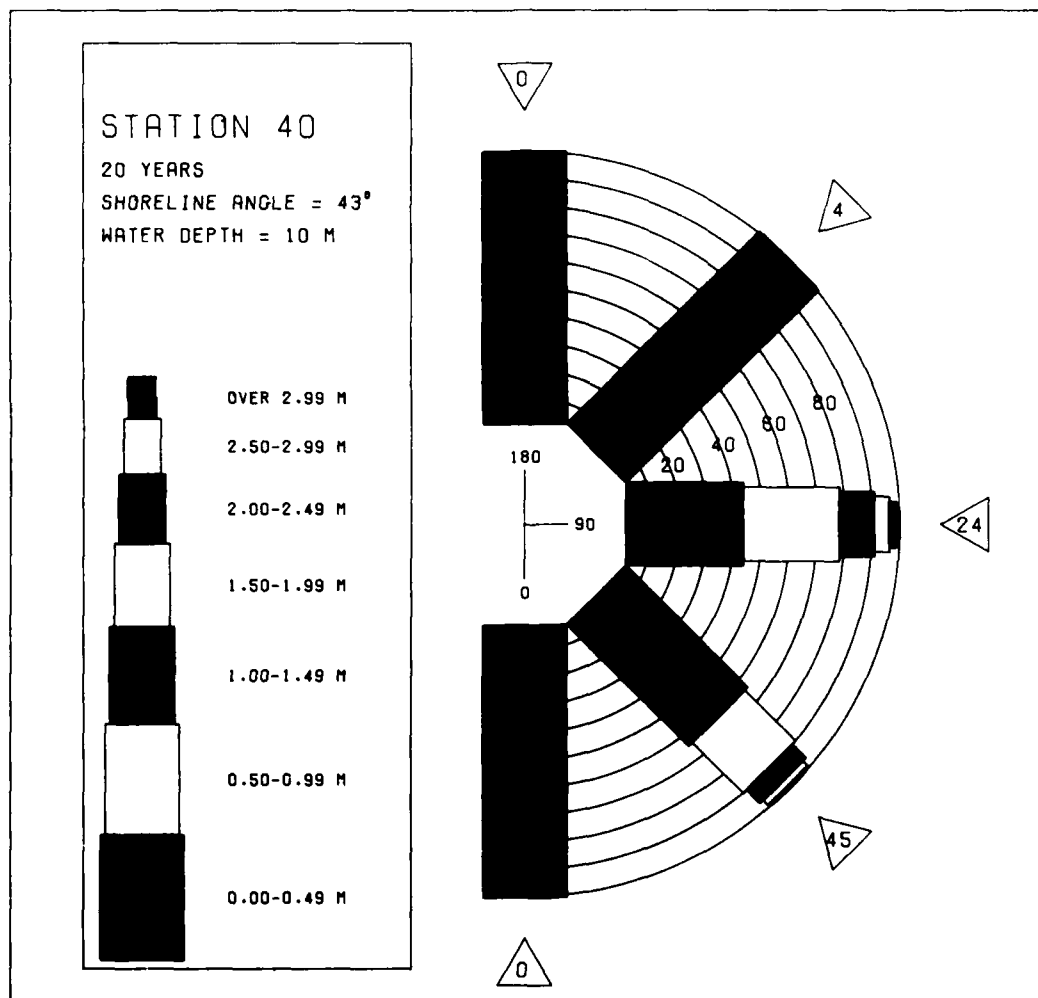 STATION 40
20 YEARS
SHORELINE ANGLE = 43°
WATER DEPTH = 10 M
OVER 2.99 M
2.50-2.99 M
2.00-2.49 M
1.50-1.99 M
1.00-1.49 M
0.50-0.99 M
0.00-0.49 M
0
4
80
60
40
20
180
90
0
24
45
0